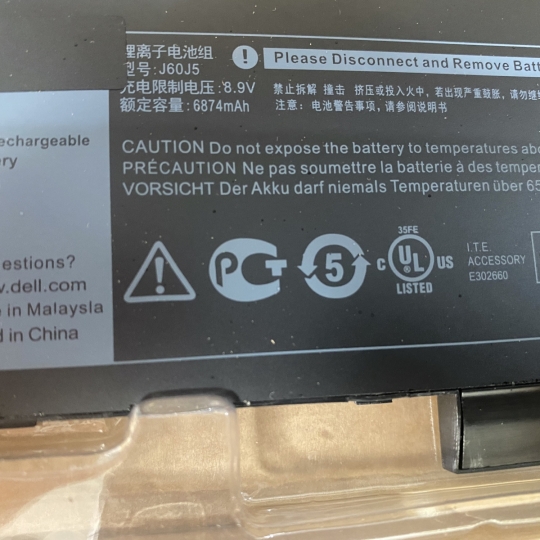 锂离子电池组
型号:J60J5
充电限制电压:8.9V
额定容量:6874mAh
Please Disconnect and Remove Batt
禁止拆解 撞击 挤压或投入火中,若出现严重鼓胀,请勿继续
注意:电池警告事项,请参阅说明书
echargeable
ry
CAUTION Do not expose the battery to temperatures abo
PRÉCAUTION Ne pas soumettre la batterie à des temper
VORSICHT Der Akku darf niemals Temperaturen über 65
estions?
v.dell.com
e in Malaysla
d in China
PCT
5
35FE
C UL US
LISTED
I.T.E.
ACCESSORY
E302660